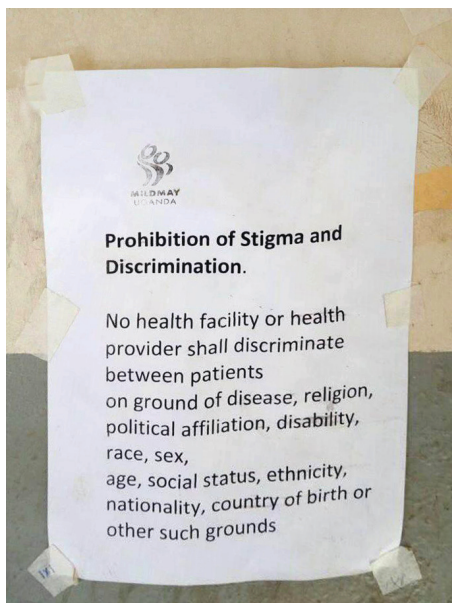 MILDMAY
UGANDA
Prohibition of Stigma and
Discrimination.
No health facility or health
provider shall discriminate
between patients
on ground of disease, religion,
political affiliation, disability,
race, sex,
age, social status, ethnicity,
nationality, country of birth or
other such grounds